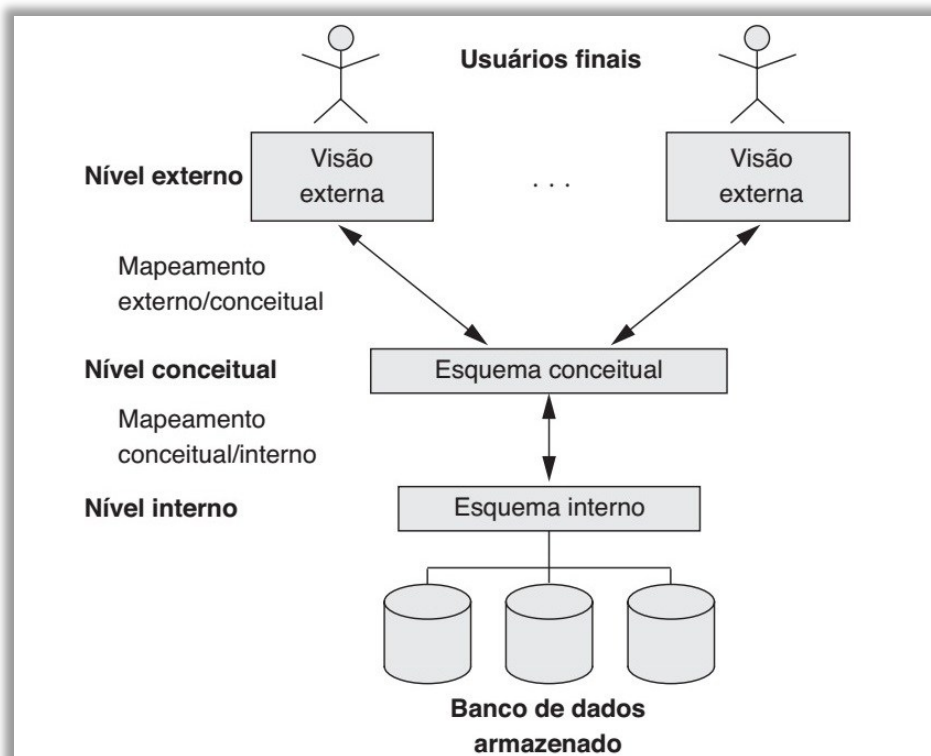 Usuários finais
Nível externo
Visão
externa
. . .
Visão
externa
Mapeamento
externo/conceitual
Nível conceitual
Esquema conceitual
Mapeamento
conceitual/interno
Nível interno
Esquema interno
Banco de dados
armazenado